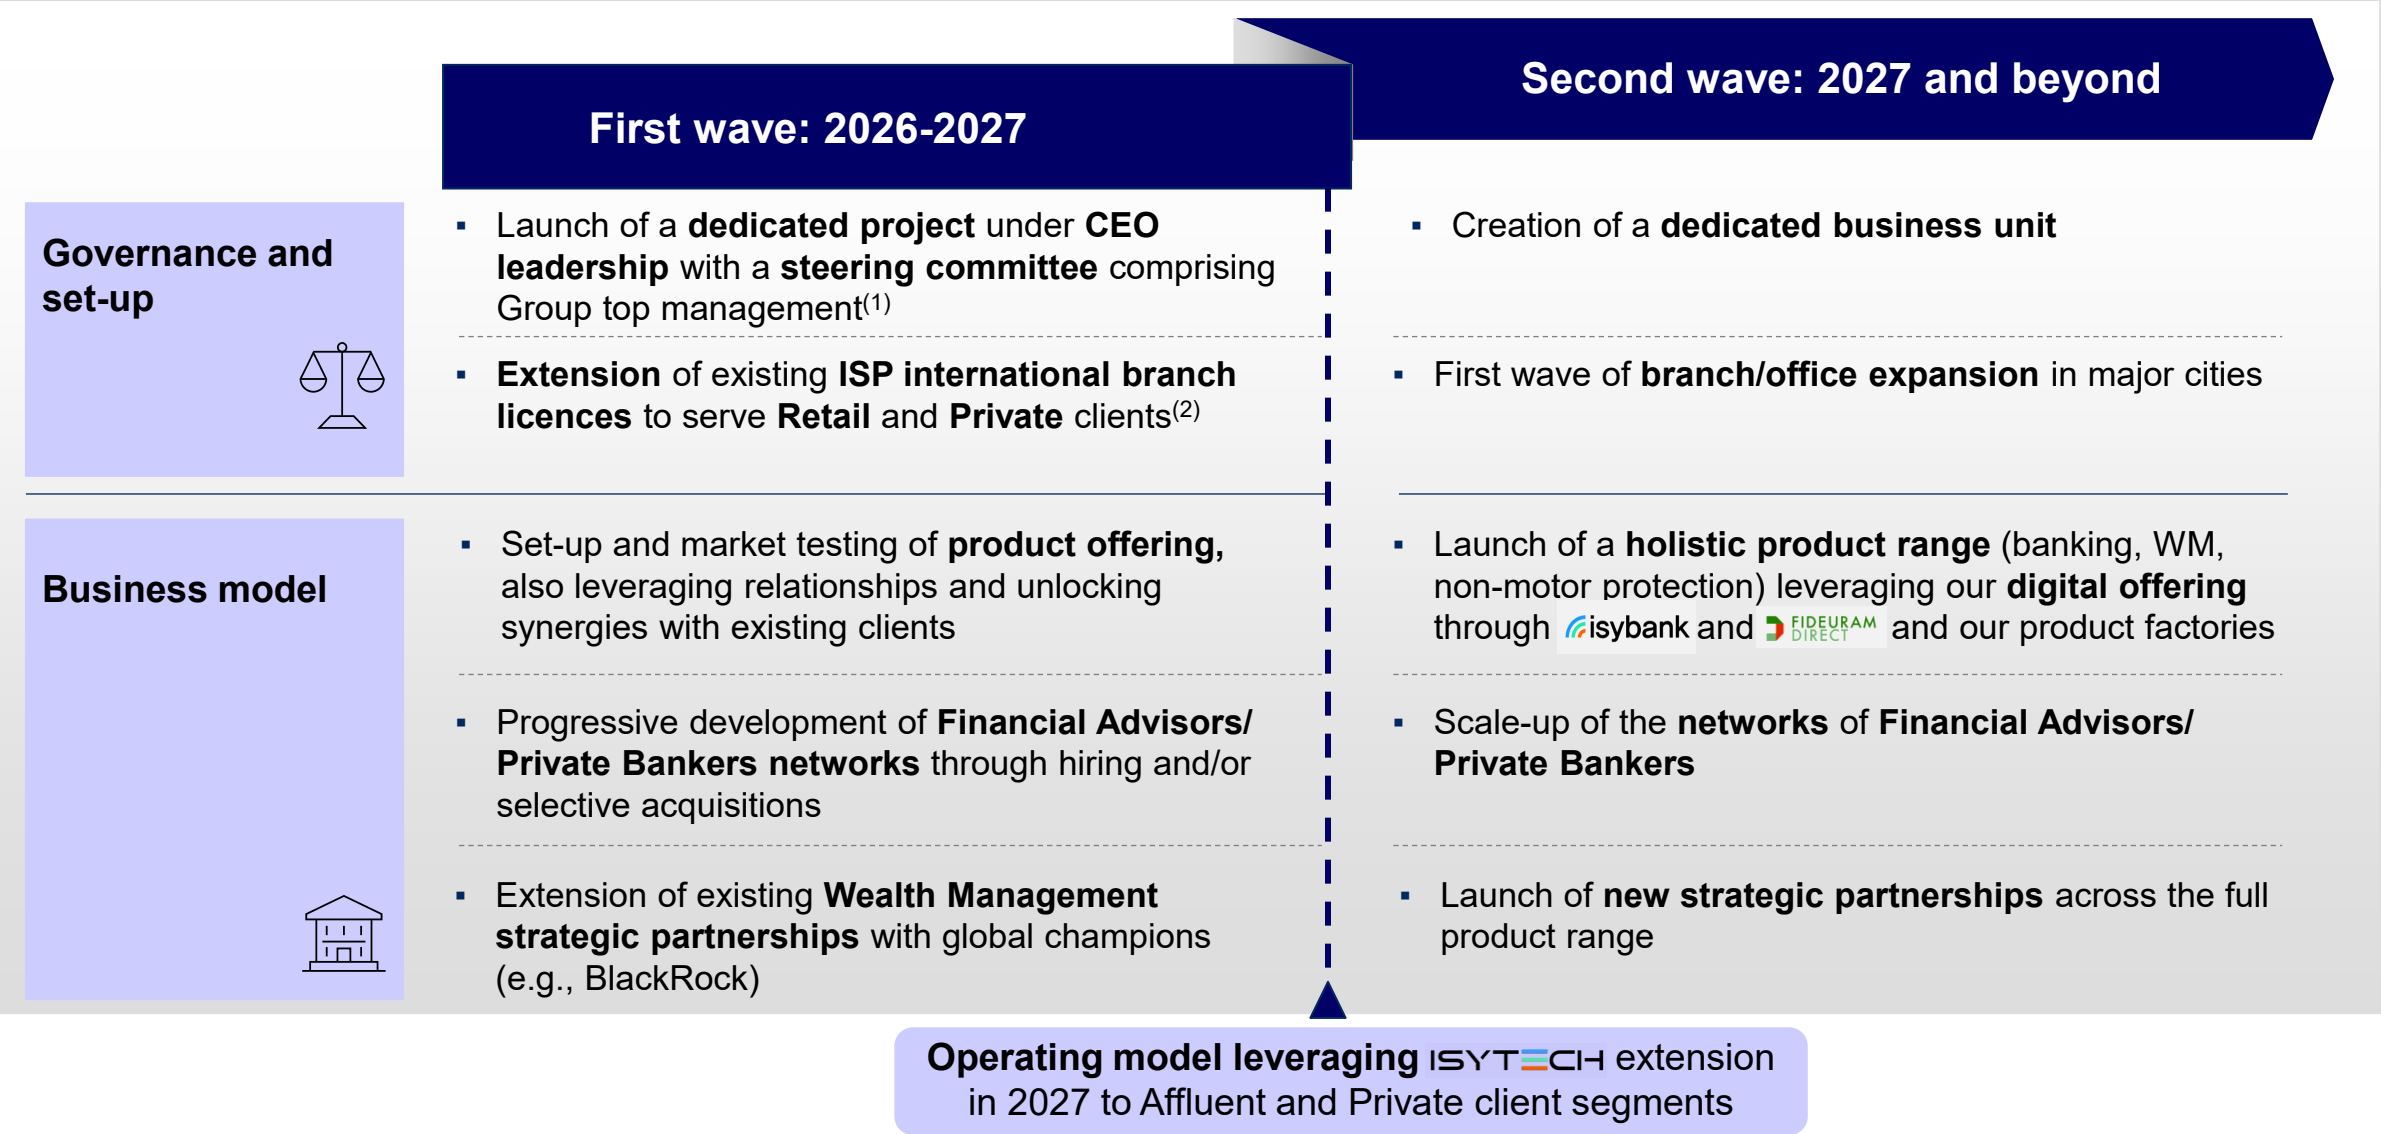 Second wave: 2027 and beyond
First wave: 2026-2027
Governance and
set-up
▪ Launch of a dedicated project under CEO
leadership with a steering committee comprising
Group top management(1)
▪ Creation of a dedicated business unit
▪ Extension of existing ISP international branch
licences to serve Retail and Private clients(2)
▪ First wave of branch/office expansion in major cities
Business model
▪ Set-up and market testing of product offering,
also leveraging relationships and unlocking
synergies with existing clients
▪ Launch of a holistic product range (banking, WM,
non-motor protection) leveraging our digital offering
through isybank and FIDEURAM DIRECT and our product factories
▪ Progressive development of Financial Advisors/
Private Bankers networks through hiring and/or
selective acquisitions
▪ Scale-up of the networks of Financial Advisors/
Private Bankers
▪ Extension of existing Wealth Management
strategic partnerships with global champions
(e.g., BlackRock)
▪ Launch of new strategic partnerships across the full
product range
Operating model leveraging ISYTECH extension
in 2027 to Affluent and Private client segments